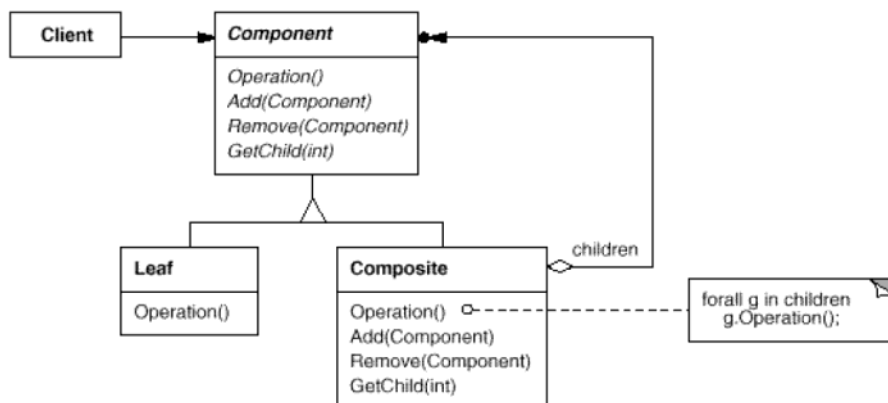 Client
Component
Operation()
Add(Component)
Remove(Component)
GetChild(int)
children
Leaf
Operation()
Composite
Operation()
Add(Component)
Remove(Component)
GetChild(int)
forall g in children
g.Operation();